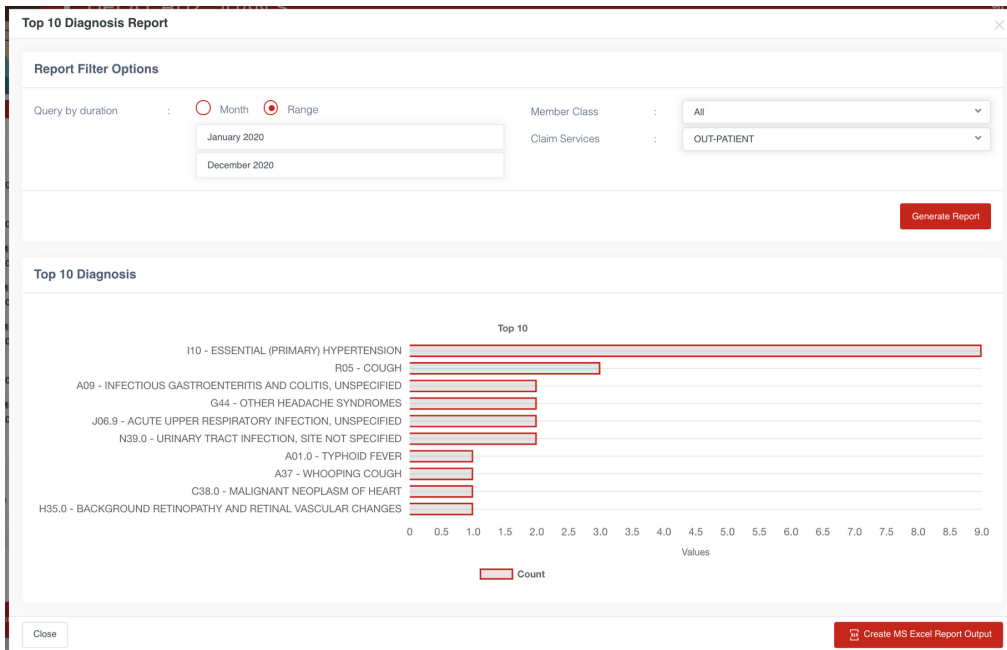 Top 10 Diagnosis Report
×
Report Filter Options
Query by duration : Month Range
January 2020
December 2020
Member Class : All
Claim Services : OUT-PATIENT
Generate Report
Top 10 Diagnosis
Top 10
I10 - ESSENTIAL (PRIMARY) HYPERTENSION
R05 - COUGH
A09 - INFECTIOUS GASTROENTERITIS AND COLITIS, UNSPECIFIED
G44 - OTHER HEADACHE SYNDROMES
J06.9 - ACUTE UPPER RESPIRATORY INFECTION, UNSPECIFIED
N39.0 - URINARY TRACT INFECTION, SITE NOT SPECIFIED
A01.0 - TYPHOID FEVER
A37 - WHOOPING COUGH
C38.0 - MALIGNANT NEOPLASM OF HEART
H35.0 - BACKGROUND RETINOPATHY AND RETINAL VASCULAR CHANGES
0 0.5 1.0 1.5 2.0 2.5 3.0 3.5 4.0 4.5 5.0 5.5 6.0 6.5 7.0 7.5 8.0 8.5 9.0
Values
Count
Close
Create MS Excel Report Output